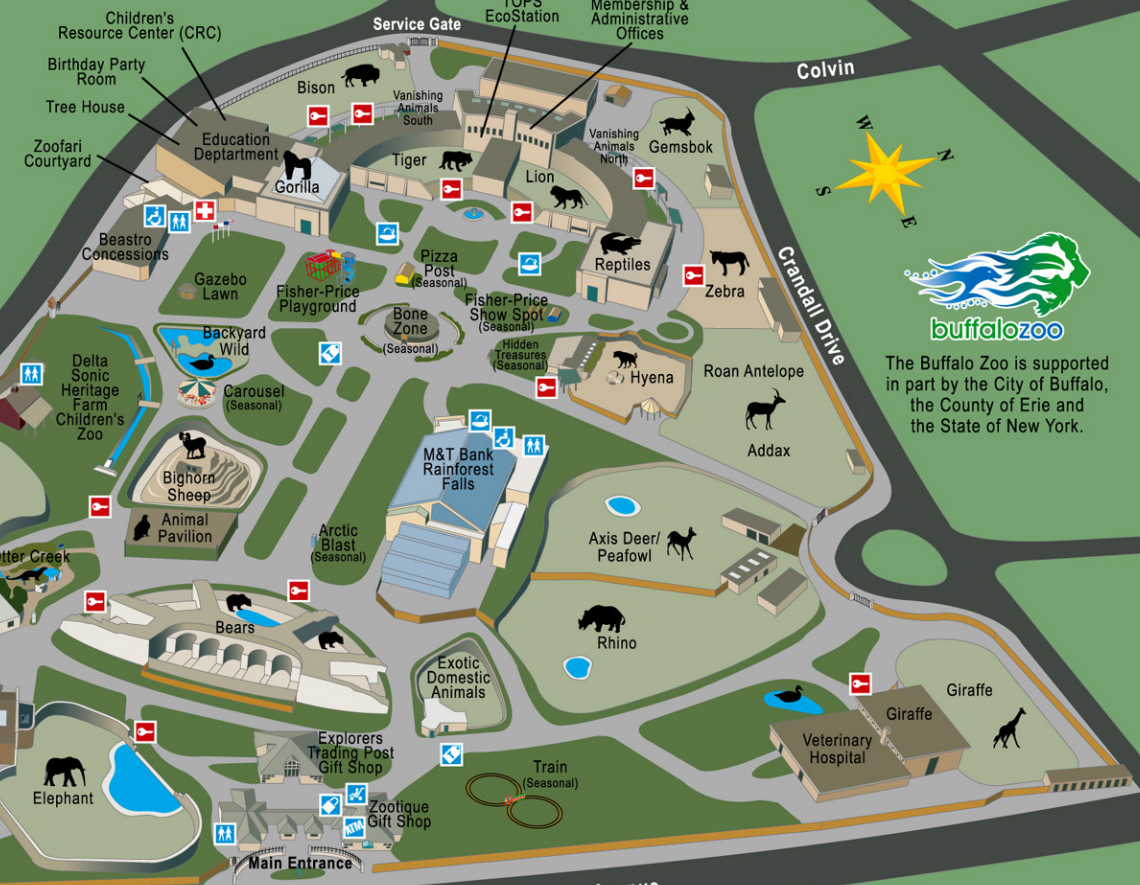 Children's
Resource Center (CRC)
Service Gate
TOPS
EcoStation
Membership &
Administrative
Offices
Colvin
Birthday Party
Room
Tree House
Zoofari
Courtyard
Bison
Vanishing
Animals
South
Education
Deptartment
Gorilla
Tiger
Lion
Vanishing
Animals
North
Gemsbok
W
N
S
E
Beastro
Concessions
Gazebo
Lawn
Fisher-Price
Playground
Pizza
Post
(Seasonal)
Reptiles
Zebra
Crandall Drive
Fisher-Price
Show Spot
(Seasonal)
Bone
Zone
(Seasonal)
Backyard
Wild
Hidden
Treasures
(Seasonal)
Hyena
Roan Antelope
Addax
buffalozoo
The Buffalo Zoo is supported
in part by the City of Buffalo,
the County of Erie and
the State of New York.
Delta
Sonic
Heritage
Farm
Children's
Zoo
Carousel
(Seasonal)
Bighorn
Sheep
Animal
Pavilion
M&T Bank
Rainforest
Falls
Arctic
Blast
(Seasonal)
Axis Deer/
Peafowl
tter Creek
Bears
Rhino
Exotic
Domestic
Animals
Giraffe
Giraffe
Veterinary
Hospital
Explorers
Trading Post
Gift Shop
Train
(Seasonal)
Elephant
Zootique
Gift Shop
ATM
Main Entrance